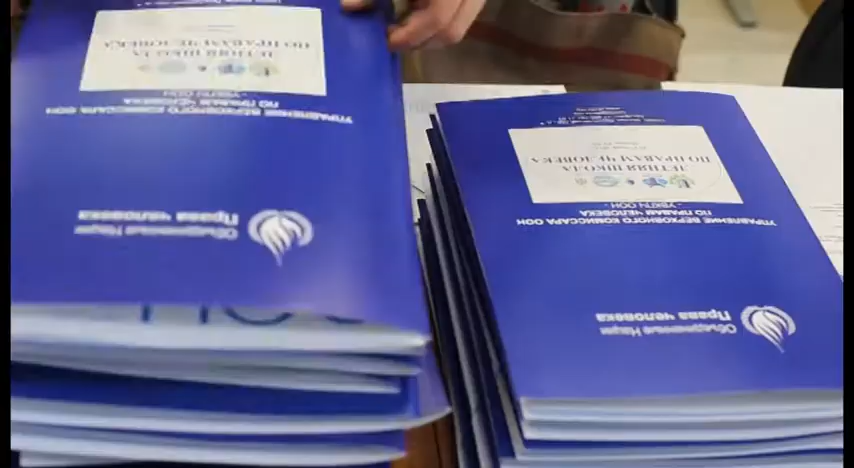 Объединенные Нации
Права человека
УПРАВЛЕНИЕ ВЕРХОВНОГО КОМИССАРА ООН
ПО ПРАВАМ ЧЕЛОВЕКА
- УВКПЧ ООН -
ЛЕТНЯЯ ШКОЛА
ПО ПРАВАМ ЧЕЛОВЕКА
Объединенные Нации
Права человека
УПРАВЛЕНИЕ ВЕРХОВНОГО КОМИССАРА ООН
ПО ПРАВАМ ЧЕЛОВЕКА
- УВКПЧ ООН -
ЛЕТНЯЯ ШКОЛА
ПО ПРАВАМ ЧЕЛОВЕКА